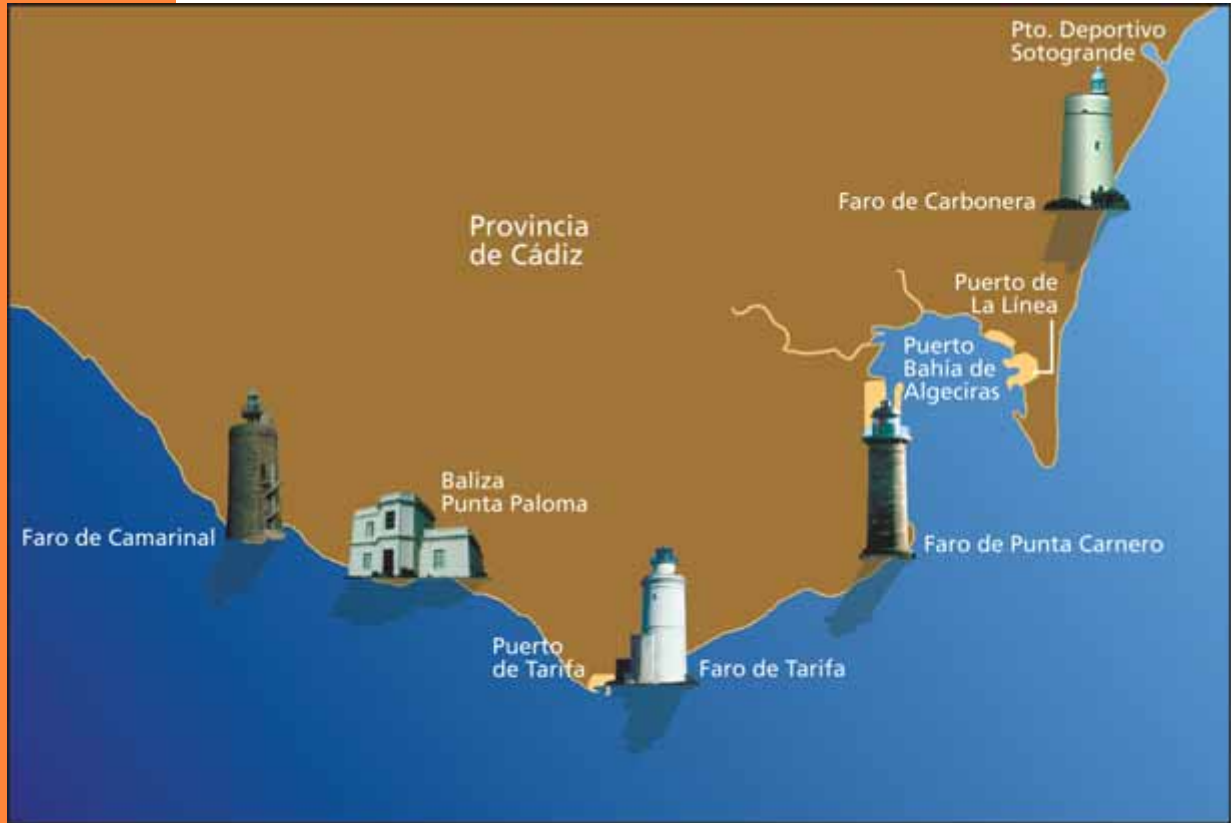 Pto. Deportivo
Sotogrande
Faro de Carbonera
Provincia
de Cádiz
Puerto de
La Línea
Puerto
Bahía de
Algeciras
Baliza
Punta Paloma
Faro de Camarinal
Faro de Punta Carnero
Puerto
de Tarifa
Faro de Tarifa